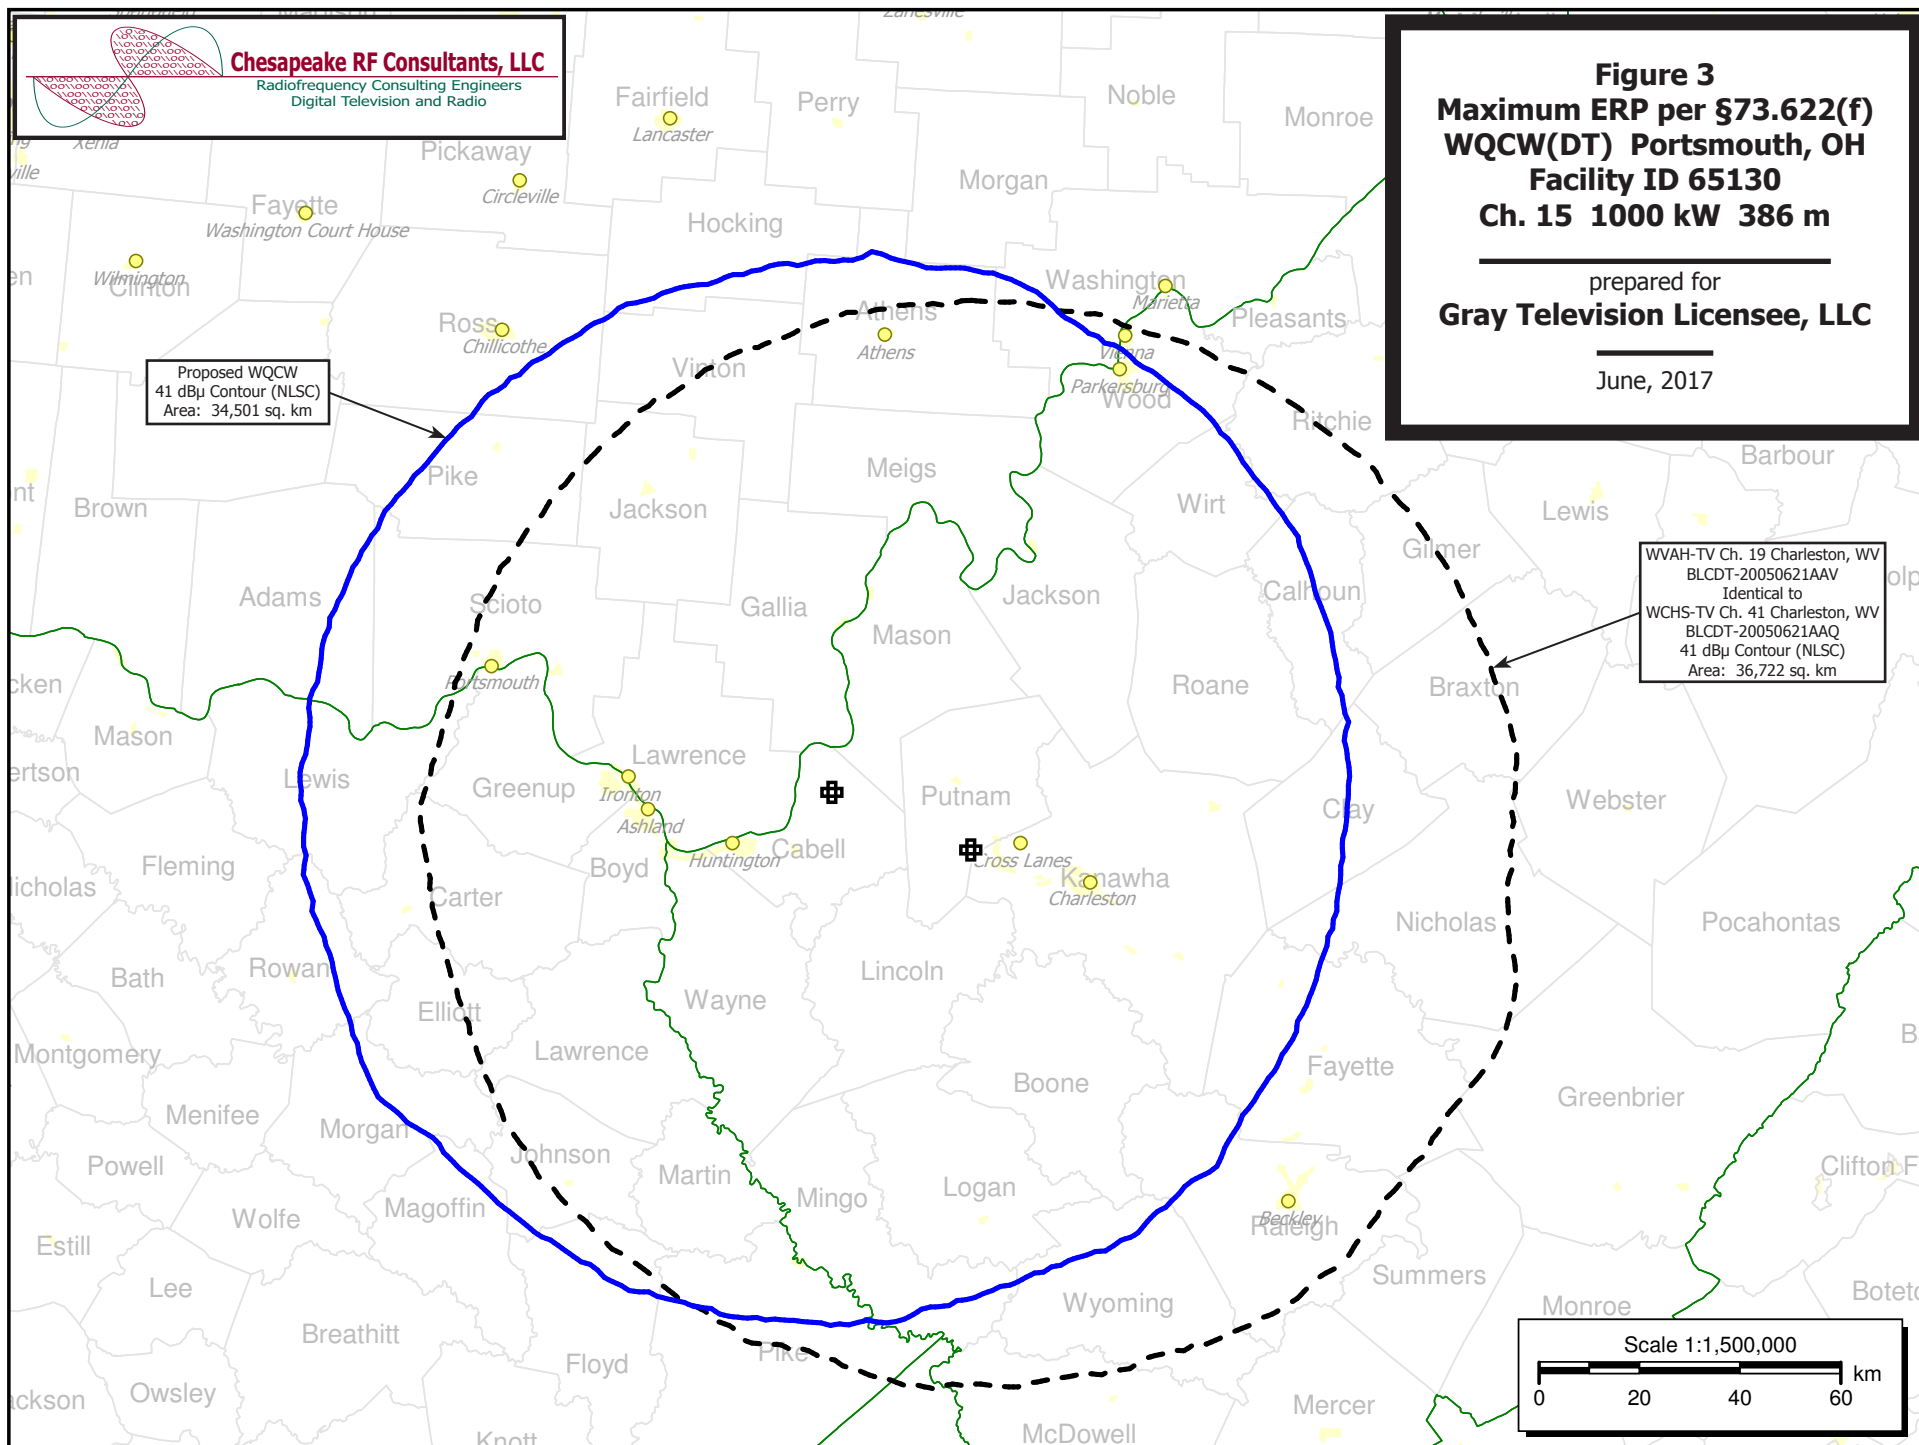 Chesapeake RF Consultants, LLC
Radiofrequency Consulting Engineers
Digital Television and Radio
Figure 3
Maximum ERP per §73.622(f)
WQCW(DT) Portsmouth, OH
Facility ID 65130
Ch. 15 1000 kW 386 m
prepared for
Gray Television Licensee, LLC
June, 2017
Proposed WQCW
41 dBµ Contour (NLSC)
Area: 34,501 sq. km
WVAH-TV Ch. 19 Charleston, WV
BLCDT-20050621AAV
Identical to
WCHS-TV Ch. 41 Charleston, WV
BLCDT-20050621AAQ
41 dBµ Contour (NLSC)
Area: 36,722 sq. km
Zanesville
Fairfield
Lancaster
Perry
Noble
Monroe
Xenia
Pickaway
Circleville
Morgan
Fayette
Washington Court House
Hocking
Wilmington
Clinton
Washington
Marietta
Pleasants
Ross
Chillicothe
Athens
Athens
Vienna
Vinton
Parkersburg
Wood
Ritchie
Barbour
Pike
Meigs
Brown
Jackson
Wirt
Lewis
Gilmer
Adams
Scioto
Gallia
Jackson
Calhoun
Mason
Portsmouth
Roane
Braxton
Mason
Lewis
Lawrence
Greenup
Ironton
Putnam
Clay
Webster
Ashland
Huntington
Cabell
Cross Lanes
Fleming
Boyd
Kanawha
Charleston
Carter
Nicholas
Pocahontas
Bath
Rowan
Lincoln
Wayne
Elliott
Montgomery
Lawrence
Boone
Fayette
Greenbrier
Menifee
Morgan
Johnson
Powell
Martin
Clifton F
Magoffin
Mingo
Logan
Wolfe
Beckley
Raleigh
Estill
Summers
Lee
Wyoming
Monroe
Breathitt
Floyd
Pike
Owsley
Mercer
Knott
McDowell
Scale 1:1,500,000
km
0 20 40 60